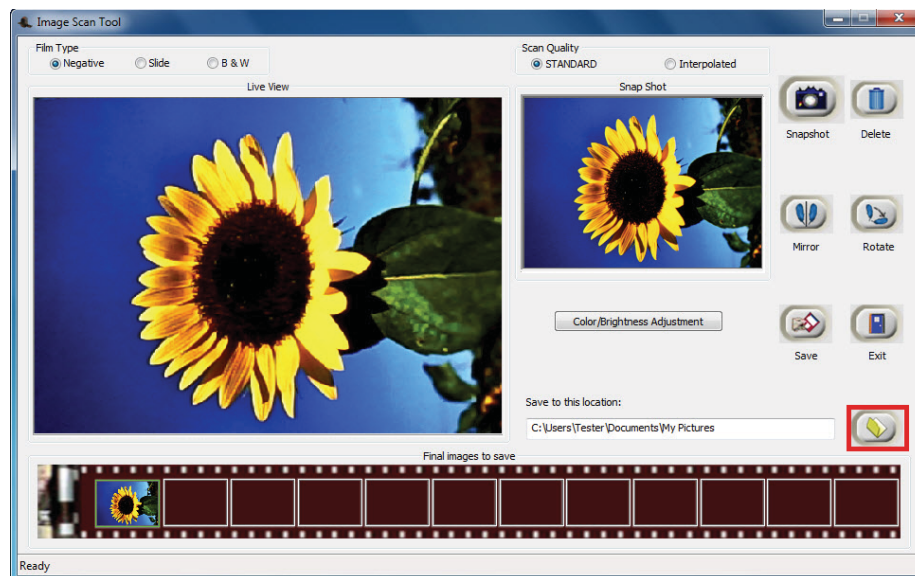 Image Scan Tool
Film Type
Negative Slide B & W
Scan Quality
STANDARD Interpolated
Live View
Snap Shot
Snapshot Delete
Mirror Rotate
Color/Brightness Adjustment
Save Exit
Save to this location:
C:\Users\Tester\Documents\My Pictures
Final images to save
Ready